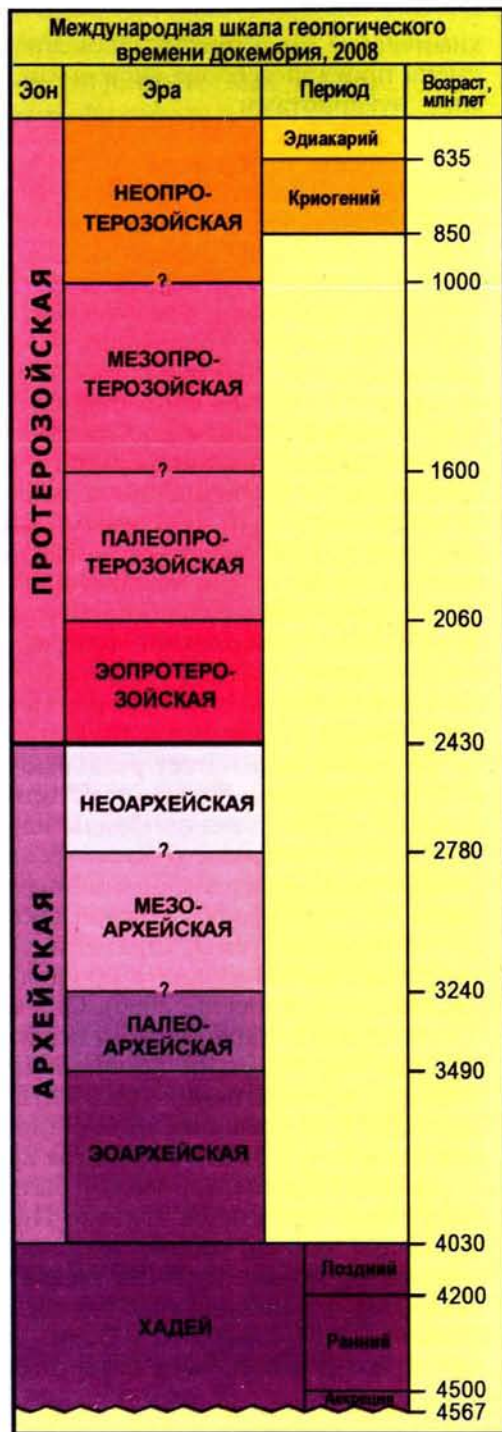 Международная шкала геологического
времени докембрия, 2008
Эон Эра Период Возраст,
млн лет
Эдиакарий
635
НЕОПРО-
ТЕРОЗОЙСКАЯ
Криогений
850
? 1000
МЕЗОПРО-
ТЕРОЗОЙСКАЯ
? 1600
ПАЛЕОПРО-
ТЕРОЗОЙСКАЯ
2060
ЭОПРОТЕРО-
ЗОЙСКАЯ
2430
ПРОТЕРОЗОЙСКАЯ
НЕОАРХЕЙСКАЯ
? 2780
МЕЗО-
АРХЕЙСКАЯ
? 3240
ПАЛЕО-
АРХЕЙСКАЯ
3490
ЭОАРХЕЙСКАЯ
АРХЕЙСКАЯ
4030
Поздний
4200
ХАДЕЙ
Ранний
4500
Аккреция
4567